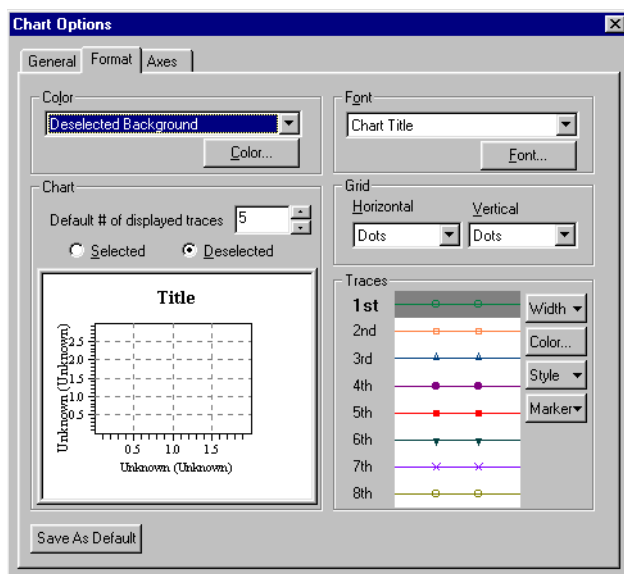 Chart Options
General Format Axes
Color
Deselected Background
Color...
Font
Chart Title
Font...
Chart
Default # of displayed traces 5
Selected Deselected
Title
Unknown (Unknown)
2.5
2.0
1.5
1.0
0.5
0.5 1.0 1.5
Unknown (Unknown)
Grid
Horizontal Vertical
Dots Dots
Traces
1st
2nd
3rd
4th
5th
6th
7th
8th
Width
Color...
Style
Marker
Save As Default